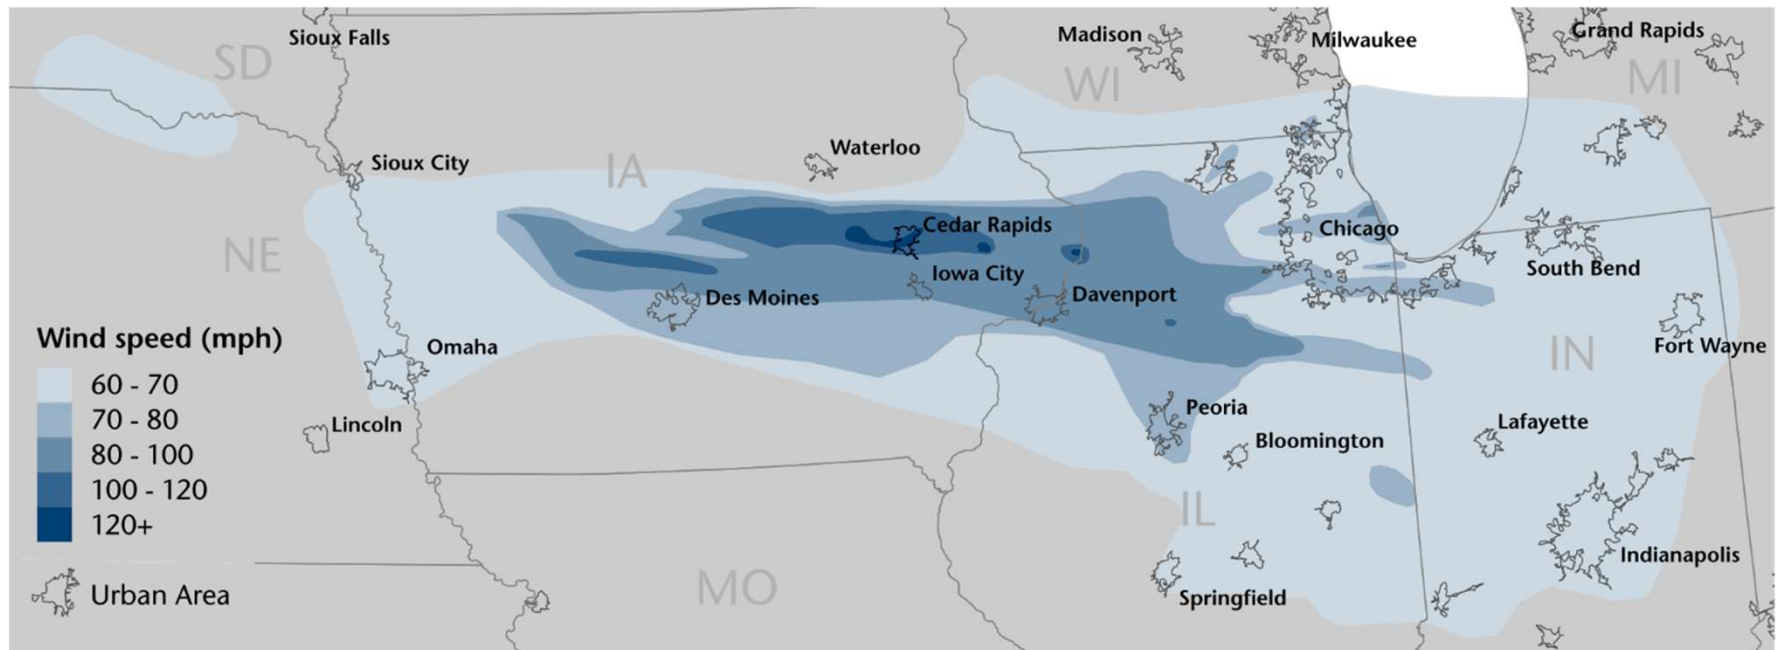 Sioux Falls
Madison
Milwaukee
Grand Rapids
SD
WI
MI
Waterloo
Sioux City
IA
Cedar Rapids
Chicago
NE
Iowa City
South Bend
Des Moines
Davenport
Wind speed (mph)
60 - 70
70 - 80
80 - 100
100 - 120
120+
Urban Area
Omaha
IN
Fort Wayne
Peoria
Lincoln
Lafayette
Bloomington
IL
Indianapolis
MO
Springfield